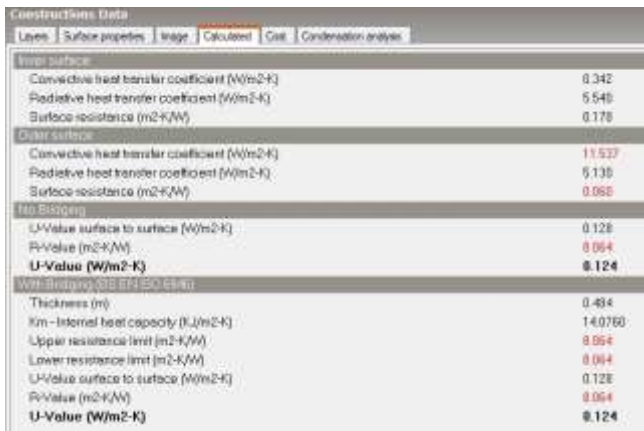 Constructions Data
Layers Surface properties Image Calculated Cost Condensation analysis
Inner surface
Convective heat transfer coefficient (W/m2-K) 0.342
Radiative heat transfer coefficient (W/m2-K) 5.540
Surface resistance (m2-K/W) 0.170
Outer surface
Convective heat transfer coefficient (W/m2-K) 11.537
Radiative heat transfer coefficient (W/m2-K) 5.130
Surface resistance (m2-K/W) 0.060
No Bridging
U-Value surface to surface (W/m2-K) 0.128
R-Value (m2-K/W) 8.064
U-Value (W/m2-K) 0.124
With Bridging (BS EN ISO 6946)
Thickness (m) 0.484
Km - Internal heat capacity (KJ/m2-K) 14.0760
Upper resistance limit (m2-K/W) 8.064
Lower resistance limit (m2-K/W) 8.064
U-Value surface to surface (W/m2-K) 0.128
R-Value (m2-K/W) 8.064
U-Value (W/m2-K) 0.124